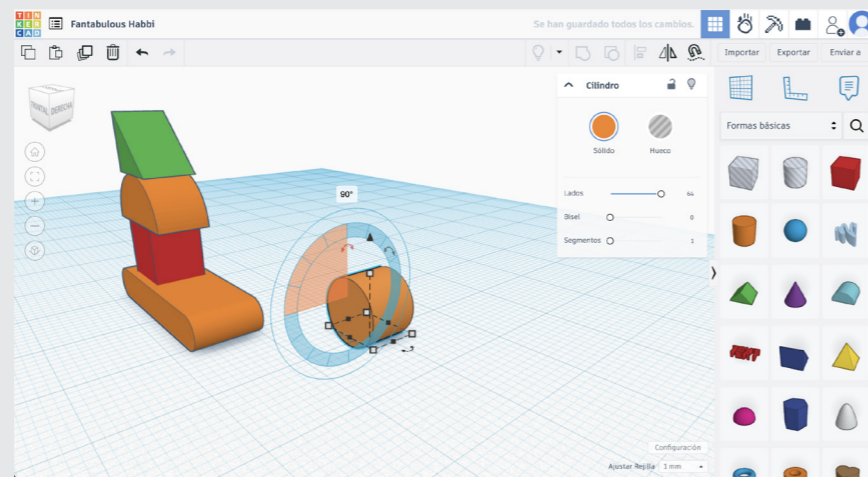 TIN
KER
CAD
Fantabulous Habbi
Se han guardado todos los cambios.
Importar
Exportar
Enviar a
FRONTAL
DERECHA
Cilindro
Sólido
Hueco
Lados
64
Bisel
0
Segmentos
1
90°
Formas básicas
TEXT
Configuración
Ajustar Rejilla
1 mm